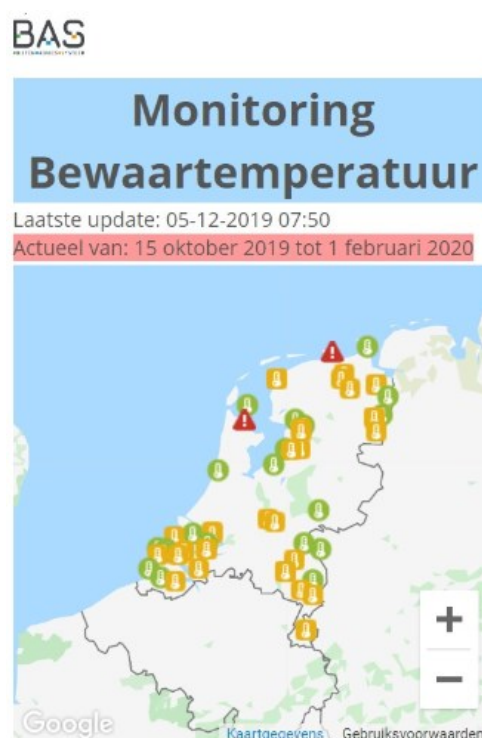 BAS
Monitoring
Bewaartemperatuur
Laatste update: 05-12-2019 07:50
Actueel van: 15 oktober 2019 tot 1 februari 2020
Google
Kaartgegevens Gebruiksvoorwaarden